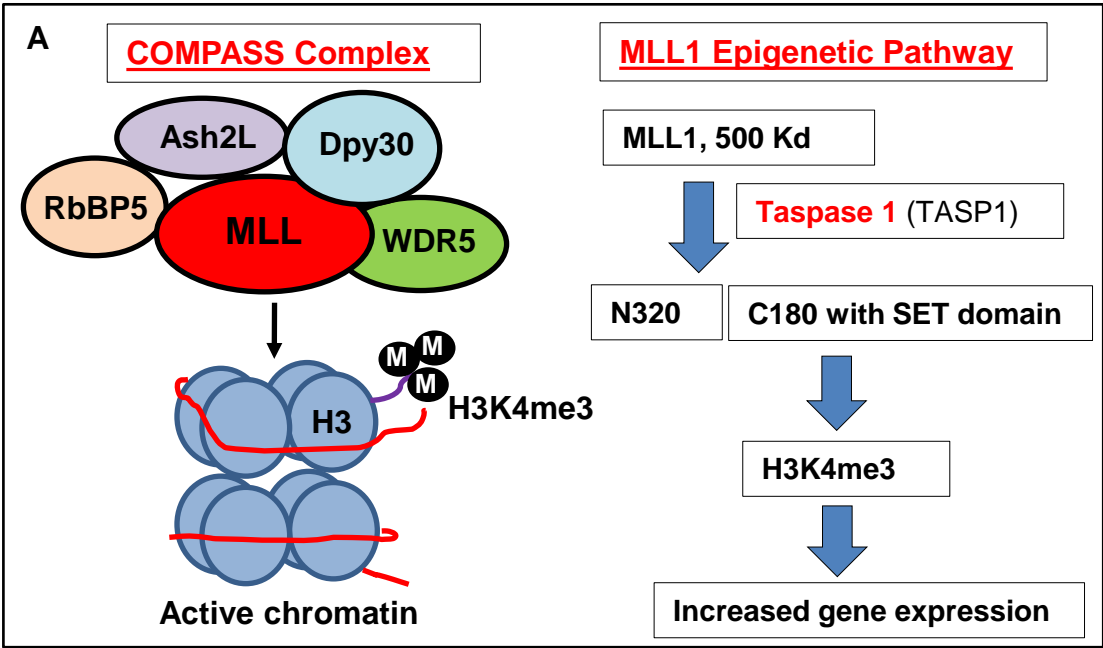 A
COMPASS Complex
Ash2L
Dpy30
RbBP5
MLL
WDR5
M
M
M
H3
H3K4me3
Active chromatin
MLL1 Epigenetic Pathway
MLL1, 500 Kd
Taspase 1 (TASP1)
N320
C180 with SET domain
H3K4me3
Increased gene expression